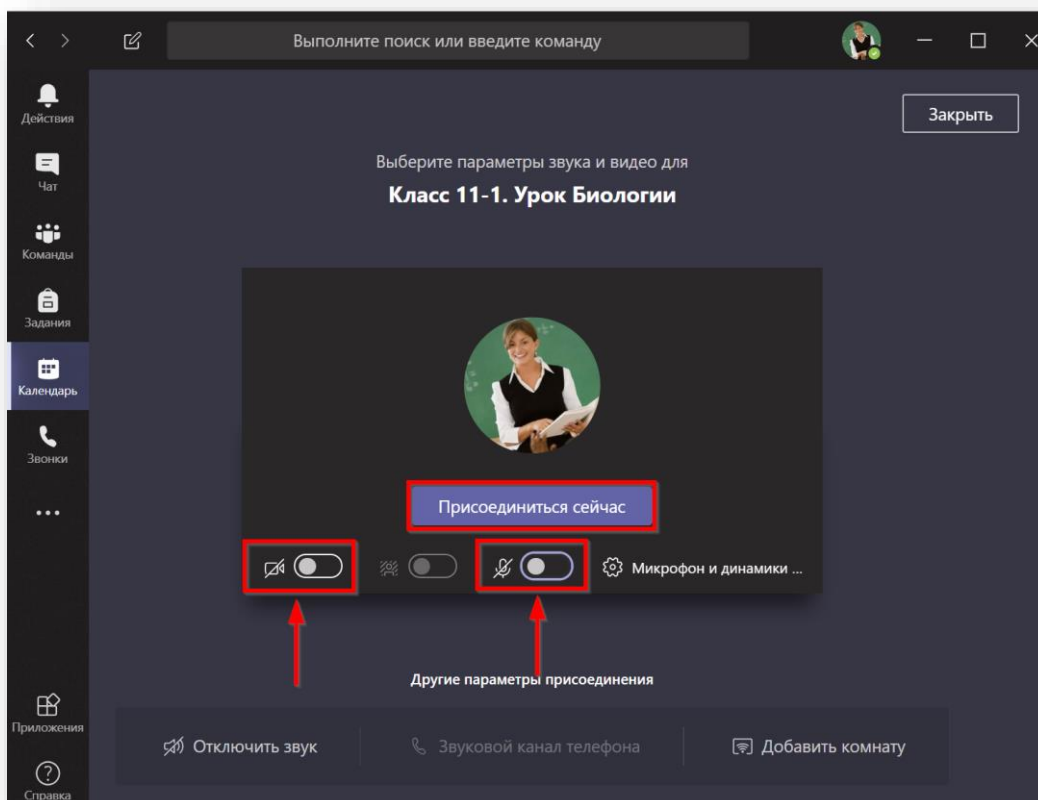 Выполните поиск или введите команду
Действия
Чат
Команды
Задания
Календарь
Звонки
Приложения
Справка
Закрыть
Выберите параметры звука и видео для
Класс 11-1. Урок Биологии
Присоединиться сейчас
Микрофон и динамики ...
Другие параметры присоединения
Отключить звук
Звуковой канал телефона
Добавить комнату